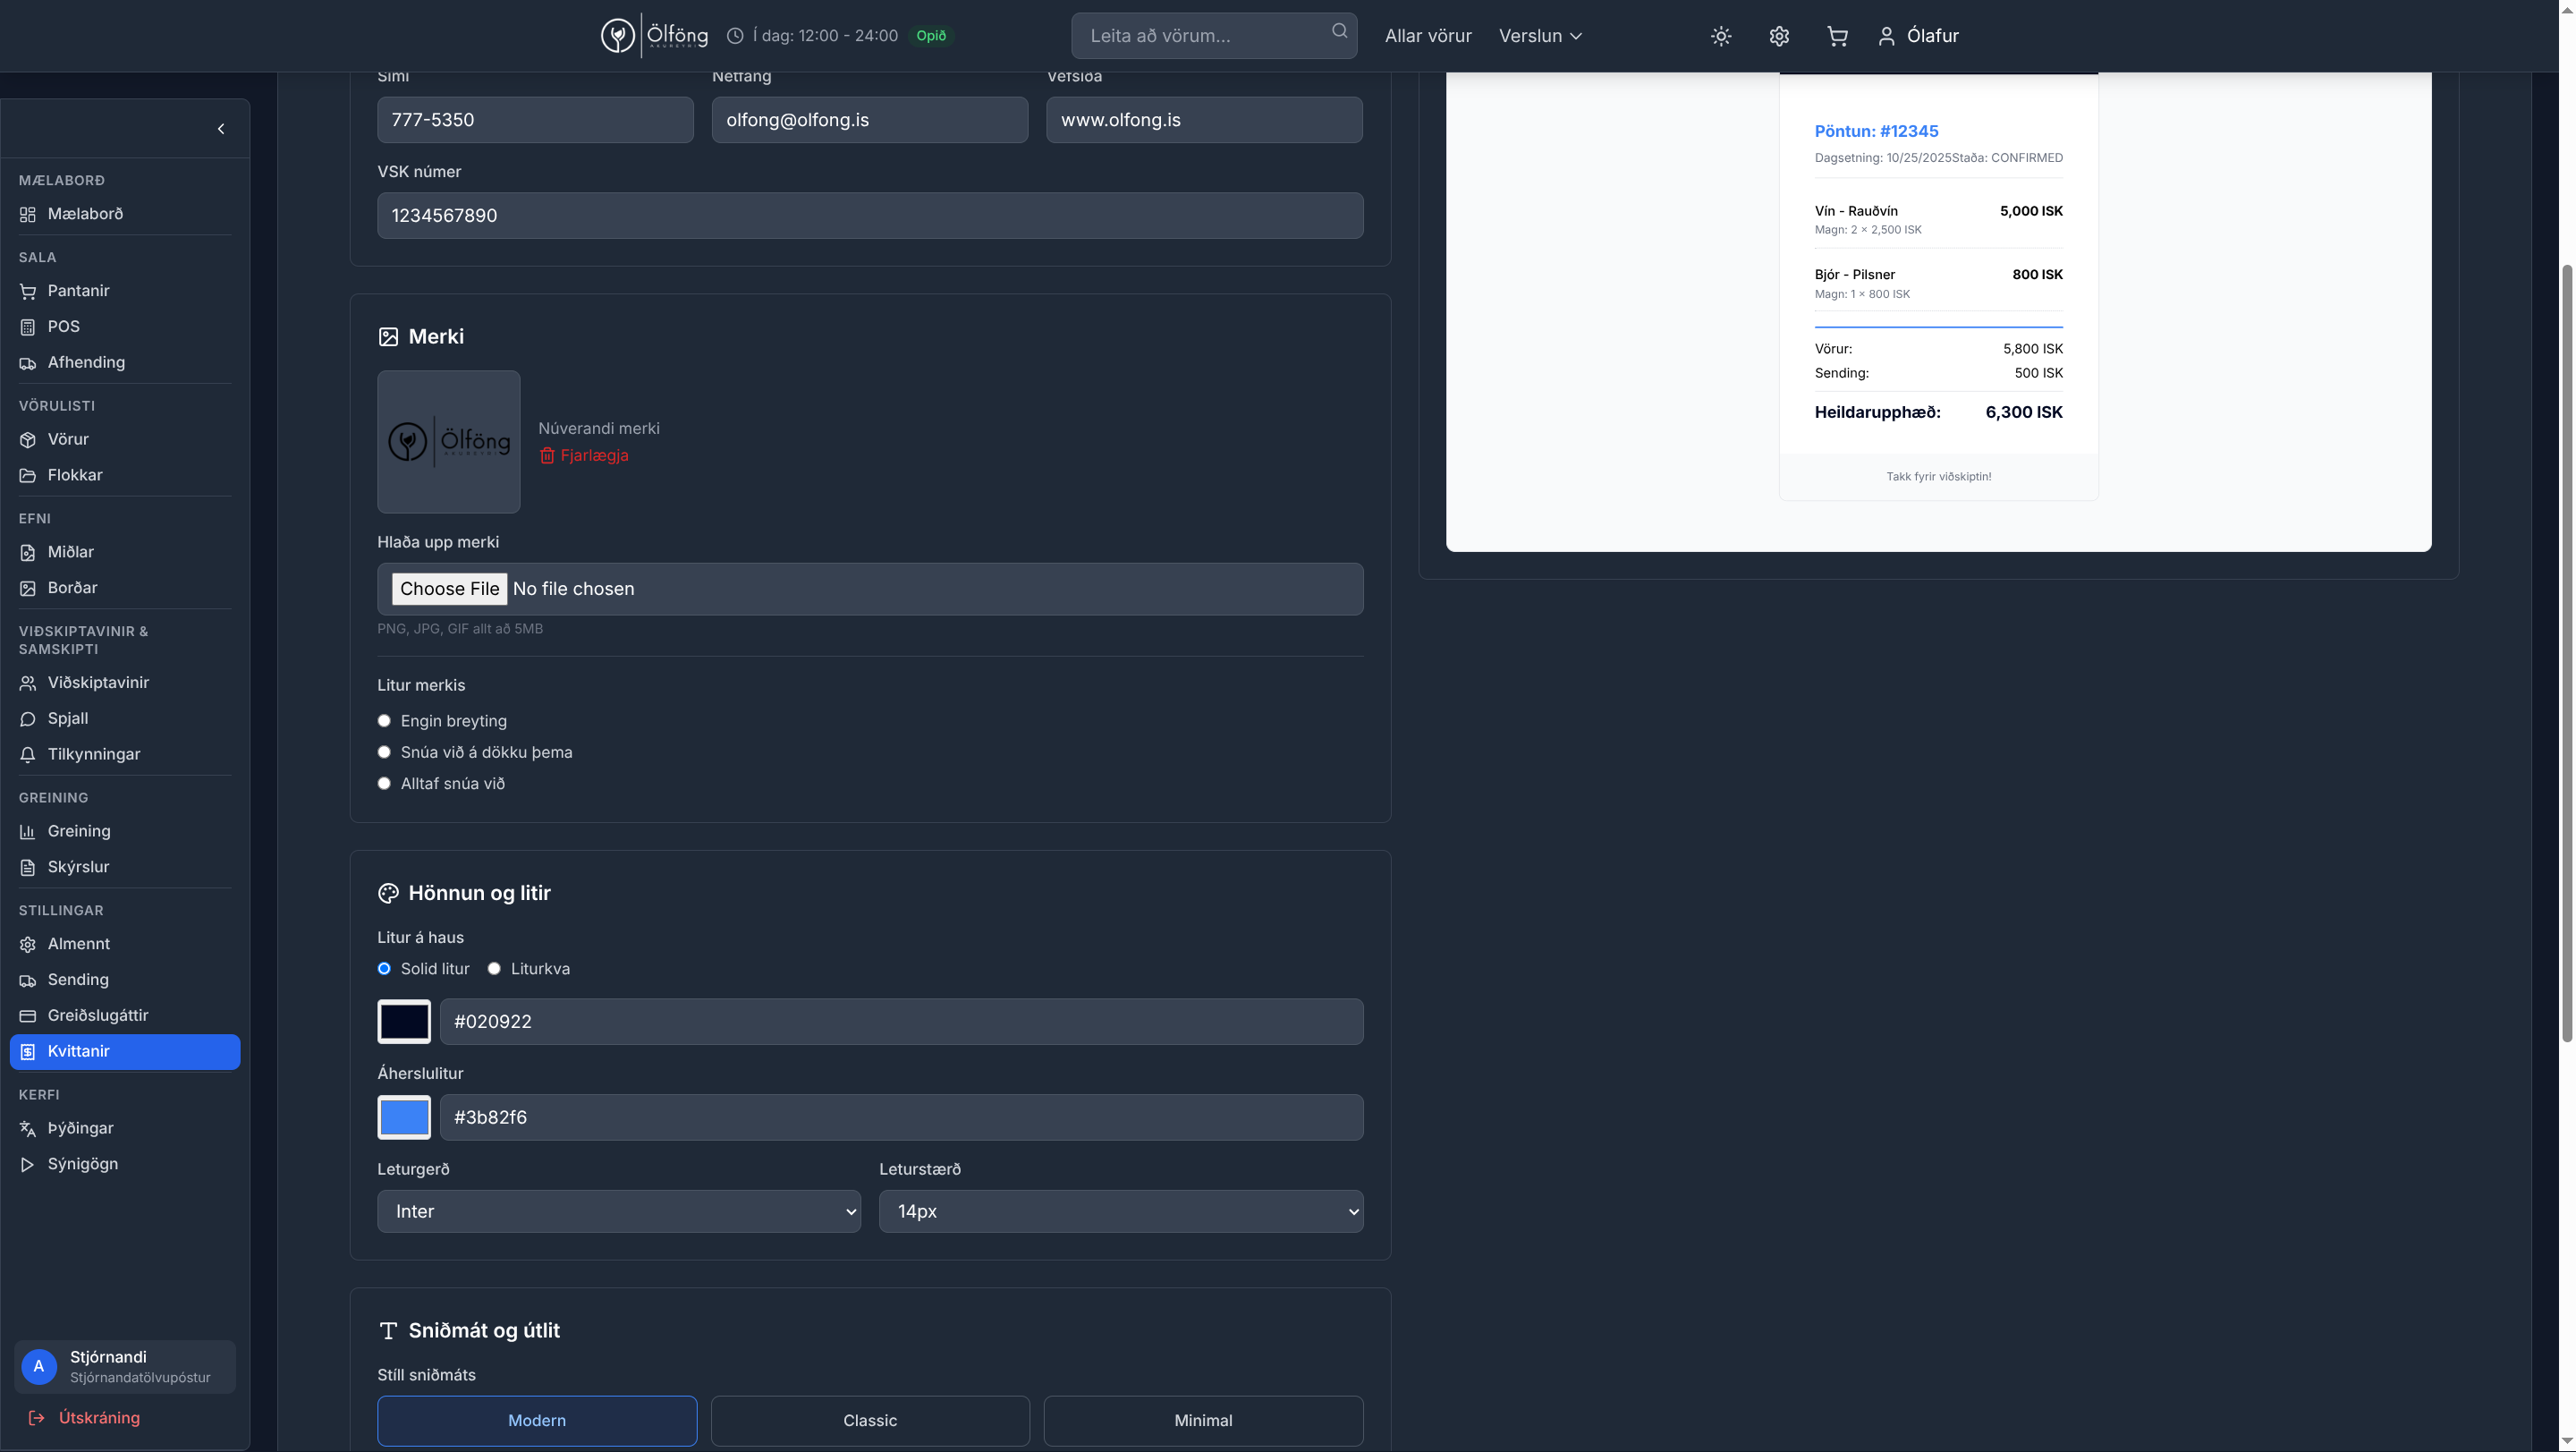 Ölföng
AKUREYRI
Í dag: 12:00 - 24:00
Opið
Leita að vörum...
Allar vörur
Verslun
Ólafur
MÆLABORÐ
Mælaborð
SALA
Pantanir
POS
Afhending
VÖRULISTI
Vörur
Flokkar
EFNI
Miðlar
Borðar
VIÐSKIPTAVINIR &
SAMSKIPTI
Viðskiptavinir
Spjall
Tilkynningar
GREINING
Greining
Skýrslur
STILLINGAR
Almennt
Sending
Greiðslugáttir
Kvittanir
KERFI
Þýðingar
Sýnigögn
A
Stjórnandi
Stjórnandatölvupóstur
Útskráning
Sími
Netfang
Vefsíða
777-5350
olfong@olfong.is
www.olfong.is
VSK númer
1234567890
Merki
Ölföng
AKUREYRI
Núverandi merki
Fjarlægja
Hlaða upp merki
Choose File No file chosen
PNG, JPG, GIF allt að 5MB
Litur merkis
Engin breyting
Snúa við á dökku þema
Alltaf snúa við
Hönnun og litir
Litur á haus
Solid litur
Liturkva
#020922
Áherslulitur
#3b82f6
Leturgerð
Leturstærð
Inter
14px
Sniðmát og útlit
Stíll sniðmáts
Modern
Classic
Minimal
Pöntun: #12345
Dagsetning: 10/25/2025Staða: CONFIRMED
Vín - Rauðvín 5,000 ISK
Magn: 2 × 2,500 ISK
Bjór - Pilsner 800 ISK
Magn: 1 × 800 ISK
Vörur: 5,800 ISK
Sending: 500 ISK
Heildarupphæð: 6,300 ISK
Takk fyrir viðskiptin!